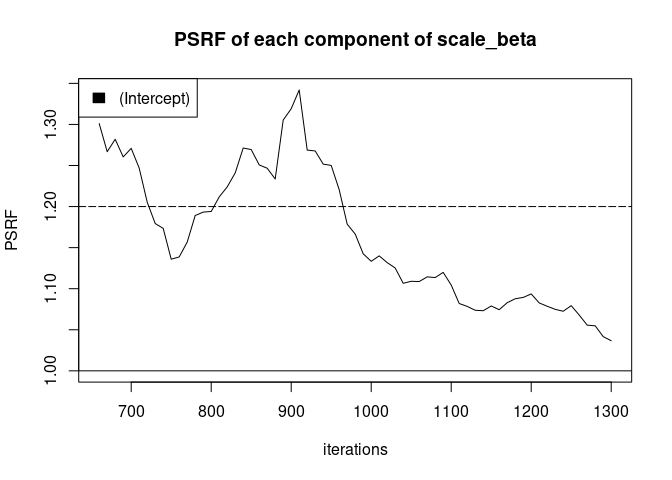 PSRF of each component of scale_beta
(Intercept)
PSRF
1.30
1.20
1.10
1.00
700 800 900 1000 1100 1200 1300
iterations